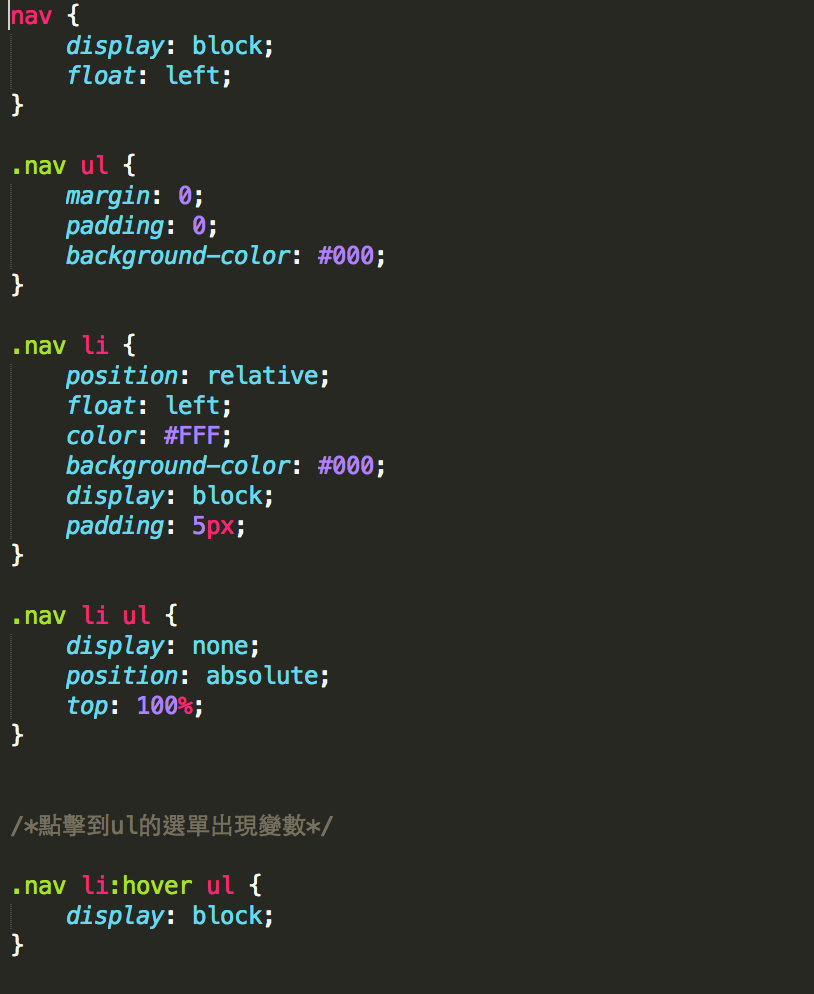 nav {
    display: block;
    float: left;
}
.nav ul {
    margin: 0;
    padding: 0;
    background-color: #000;
}
.nav li {
    position: relative;
    float: left;
    color: #FFF;
    background-color: #000;
    display: block;
    padding: 5px;
}
.nav li ul {
    display: none;
    position: absolute;
    top: 100%;
}
/*點擊到ul的選單出現變數*/
.nav li:hover ul {
    display: block;
}